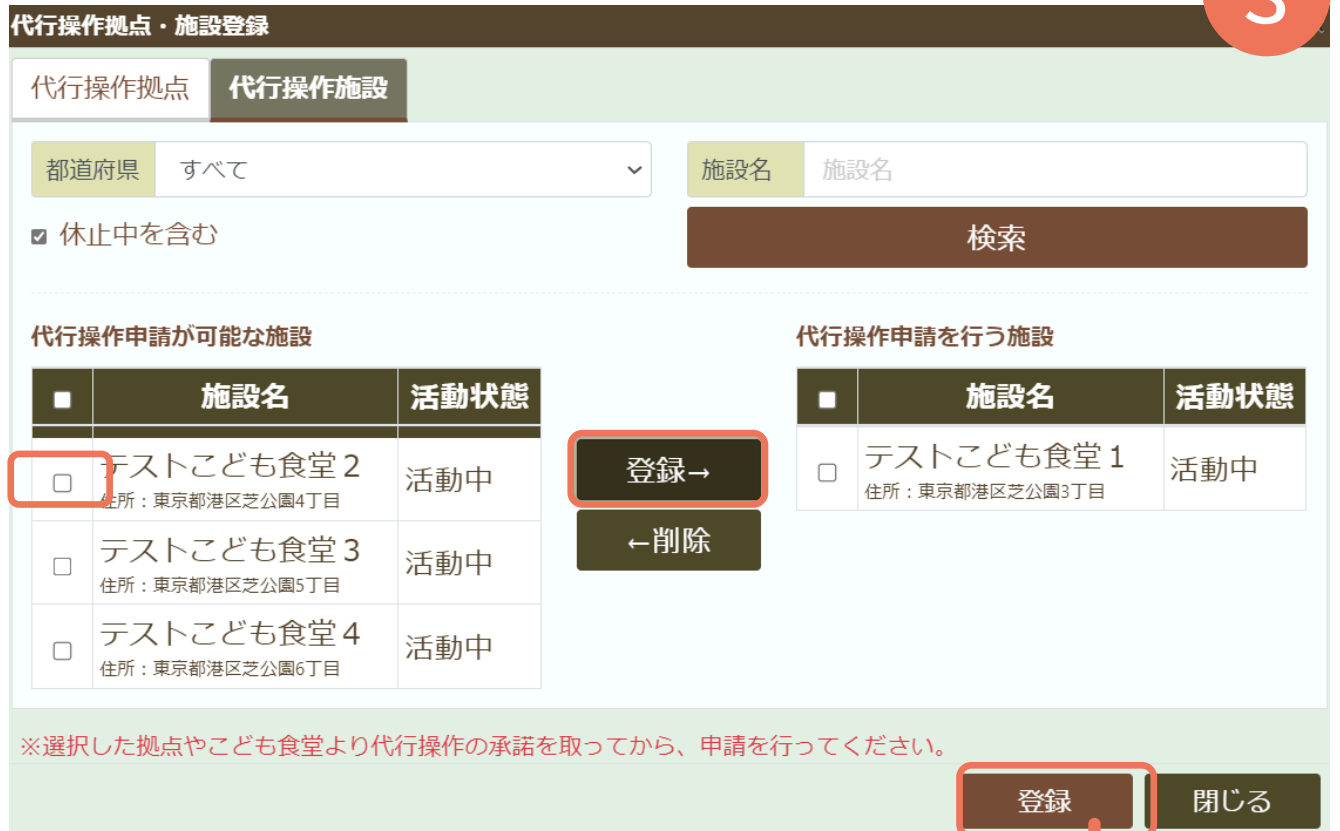 3
代行操作拠点・施設登録
代行操作拠点 代行操作施設
都道府県 すべて 施設名 施設名
休止中を含む 検索
代行操作申請が可能な施設 代行操作申請を行う施設
施設名 活動状態 施設名 活動状態
テストこども食堂2 活動中 登録→ テストこども食堂1 活動中
住所：東京都港区芝公園4丁目 住所：東京都港区芝公園3丁目
←削除
テストこども食堂3 活動中
住所：東京都港区芝公園5丁目
テストこども食堂4 活動中
住所：東京都港区芝公園6丁目
※選択した拠点やこども食堂より代行操作の承諾を取ってから、申請を行ってください。
登録 閉じる